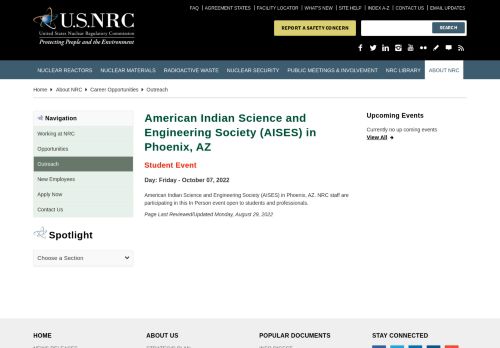 FAQ | AGREEMENT STATES | FACILITY LOCATOR | WHAT'S NEW | SITE HELP | INDEX A-Z | CONTACT US | EMAIL UPDATES
U.S.NRC
United States Nuclear Regulatory Commission
Protecting People and the Environment
REPORT A SAFETY CONCERN
SEARCH
NUCLEAR REACTORS NUCLEAR MATERIALS RADIOACTIVE WASTE NUCLEAR SECURITY PUBLIC MEETINGS & INVOLVEMENT NRC LIBRARY ABOUT NRC
Home About NRC Career Opportunities Outreach
Navigation
Working at NRC
Opportunities
Outreach
New Employees
Apply Now
Contact Us
Spotlight
Choose a Section
American Indian Science and
Engineering Society (AISES) in
Phoenix, AZ
Student Event
Day: Friday - October 07, 2022
American Indian Science and Engineering Society (AISES) in Phoenix, AZ. NRC staff are
participating in this In Person event open to students and professionals.
Page Last Reviewed/Updated Monday, August 29, 2022
Upcoming Events
Currently no up coming events
View All
HOME ABOUT US POPULAR DOCUMENTS STAY CONNECTED